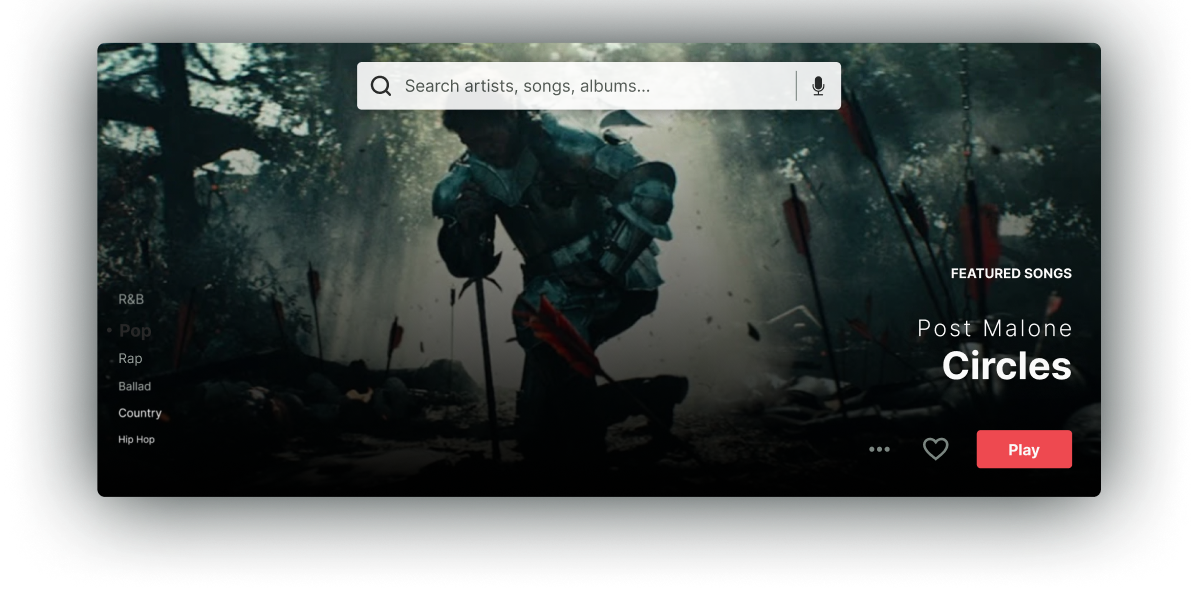 Search artists, songs, albums...
FEATURED SONGS
R&B
Pop
Rap
Ballad
Country
Hip Hop
Post Malone
Circles
Play